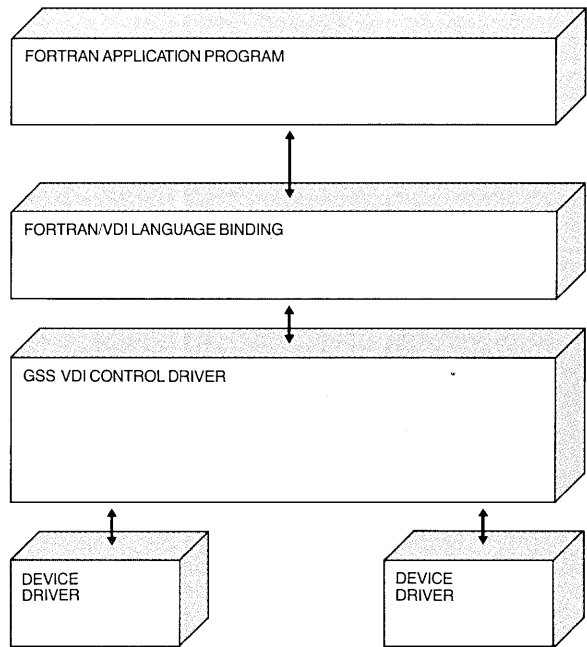 FORTRAN APPLICATION PROGRAM
FORTRAN/VDI LANGUAGE BINDING
GSS VDI CONTROL DRIVER
DEVICE
DRIVER
DEVICE
DRIVER